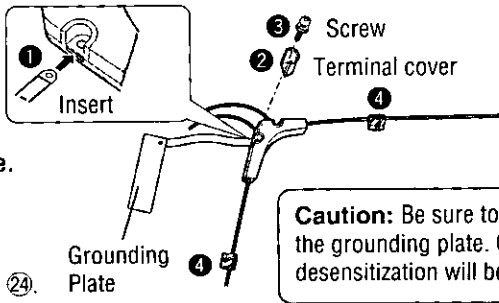 ❸ Screw
❷ Terminal cover
❶
Insert
❹
e.
Grounding
Plate
❹
㉔.
Caution: Be sure to
the grounding plate.
desensitization will be